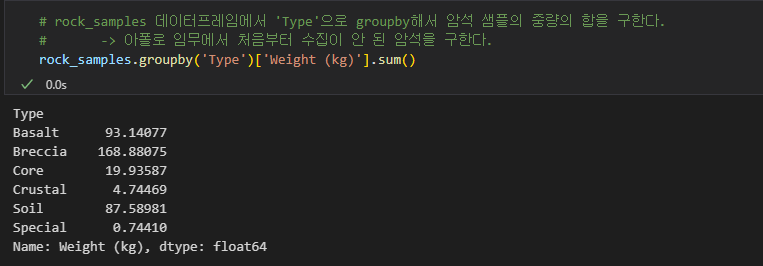 # rock_samples 데이터프레임에서 'Type'으로 groupby해서 암석 샘플의 중량의 합을 구한다.
#       -> 아폴로 임무에서 처음부터 수집이 안 된 암석을 구한다.
rock_samples.groupby('Type')['Weight (kg)'].sum()
✓ 0.0s
Type
Basalt      93.14077
Breccia    168.88075
Core        19.93587
Crustal      4.74469
Soil        87.58981
Special      0.74410
Name: Weight (kg), dtype: float64